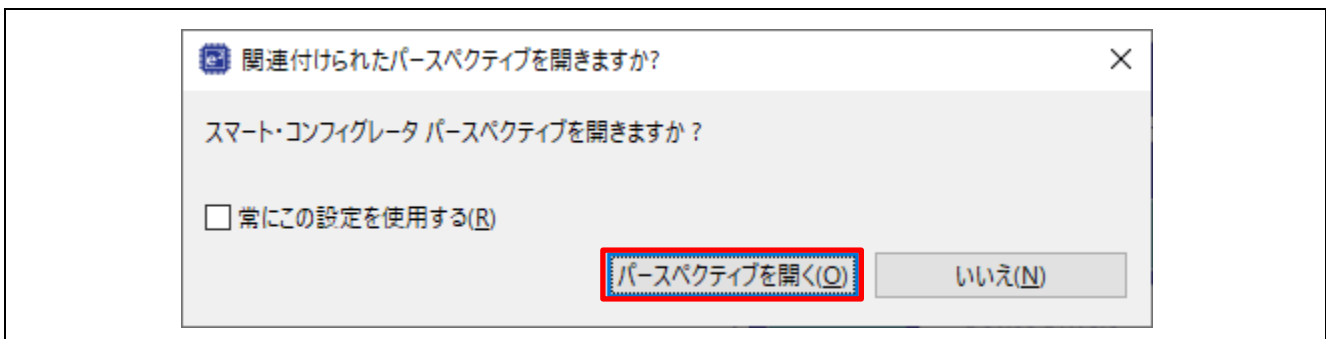 関連付けられたパースペクティブを開きますか?
スマート・コンフィグレータ パースペクティブを開きますか？
常にこの設定を使用する(R)
パースペクティブを開く(O) いいえ(N)